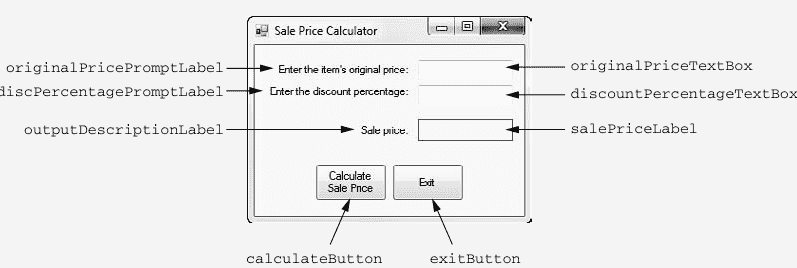 Sale Price Calculator
originalPricePromptLabel
Enter the item's original price:
originalPriceTextBox
discPercentagePromptLabel
Enter the discount percentage:
discountPercentageTextBox
outputDescriptionLabel
Sale price:
salePriceLabel
Calculate
Sale Price
Exit
calculateButton
exitButton